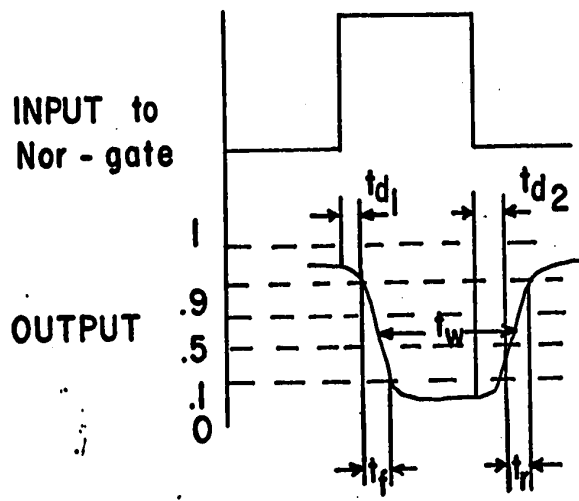 INPUT to
Nor - gate
td1
td2
1
.9
OUTPUT
tw
.5
.1
0
tf
tr